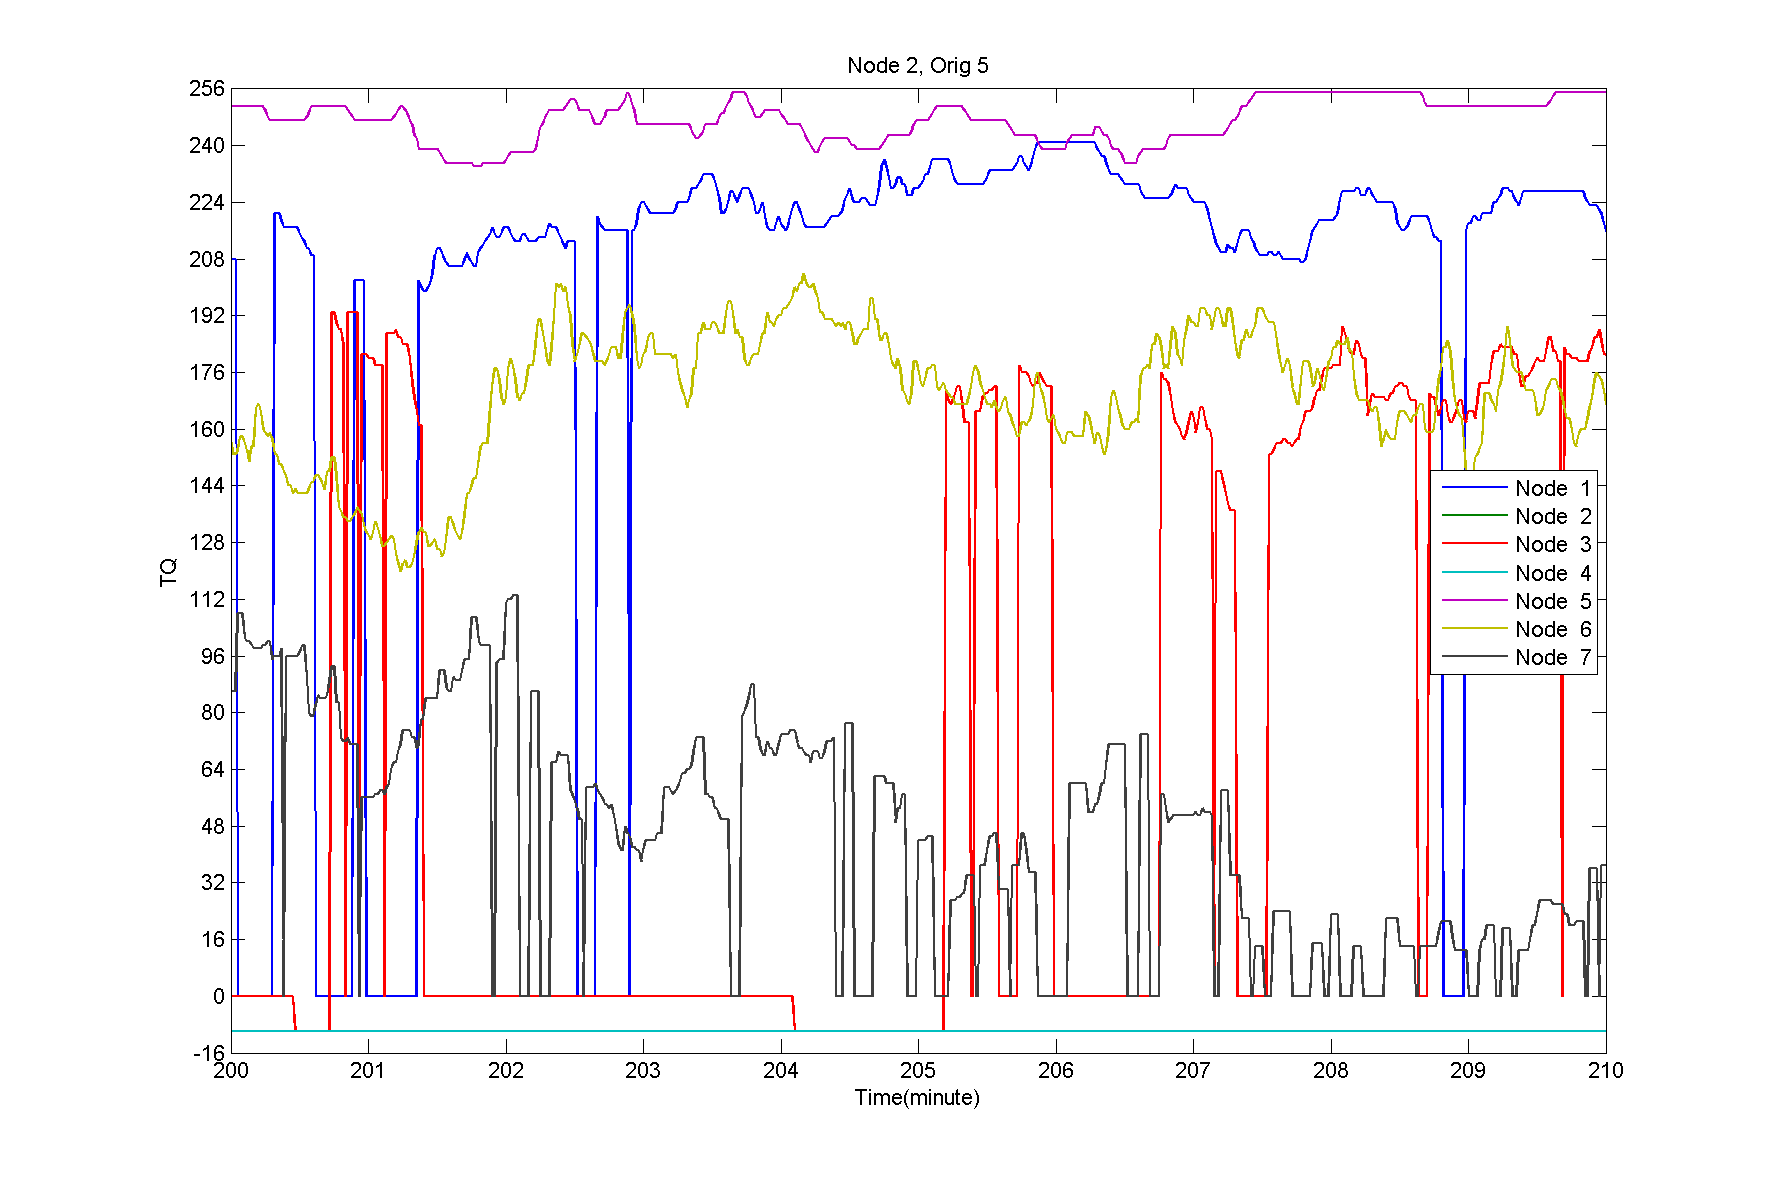 Node 2, Orig 5
256
240
224
208
192
176
160
144
128
112
96
80
64
48
32
16
0
-16
TQ
Node 1
Node 2
Node 3
Node 4
Node 5
Node 6
Node 7
200 201 202 203 204 205 206 207 208 209 210
Time(minute)